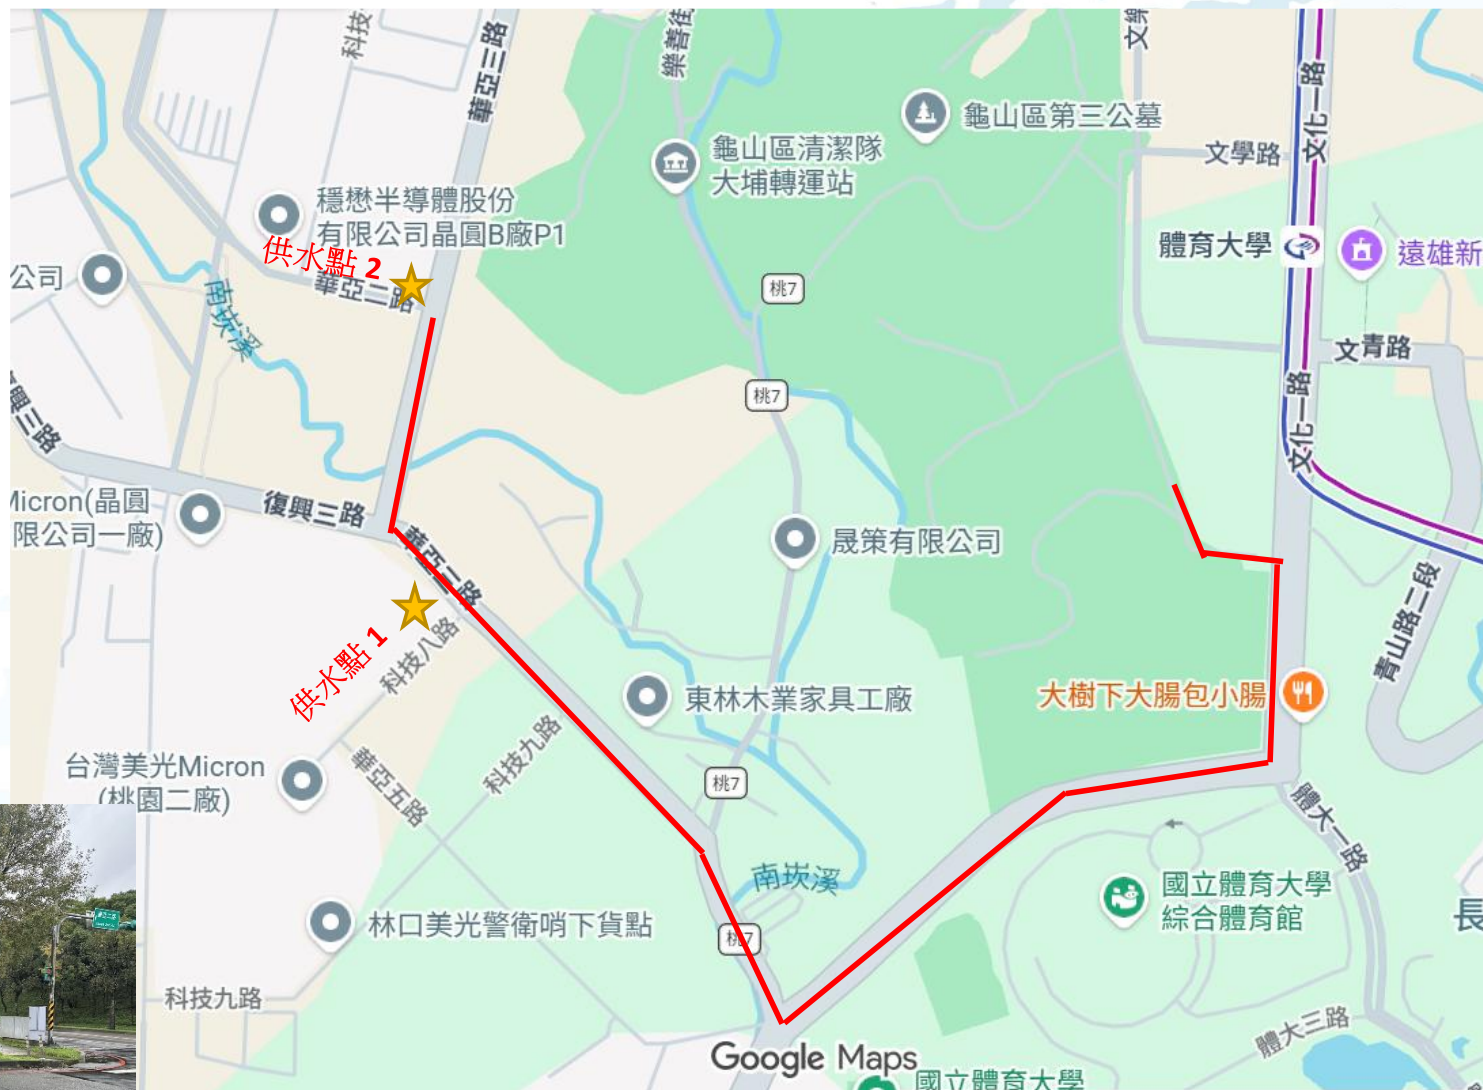 科技
華亞三路
樂善街
文化一路
龜山區清潔隊
大埔轉運站
龜山區第三公墓
文學路
穩懋半導體股份
有限公司晶圓B廠P1
供水點 2
華亞二路
公司
南崁溪
體育大學
遠雄新
桃7
文青路
桃7
文化一路
復興三路
Micron(晶圓
限公司一廠)
華亞二路
晟策有限公司
青山路二段
供水點 1
科技八路
東林木業家具工廠
大樹下大腸包小腸
科技九路
華亞五路
台灣美光Micron
(桃園二廠)
桃7
體大一路
南崁溪
國立體育大學
綜合體育館
林口美光警衛哨下貨點
桃7
長
科技九路
體大三路
Google Maps
國立體育大學